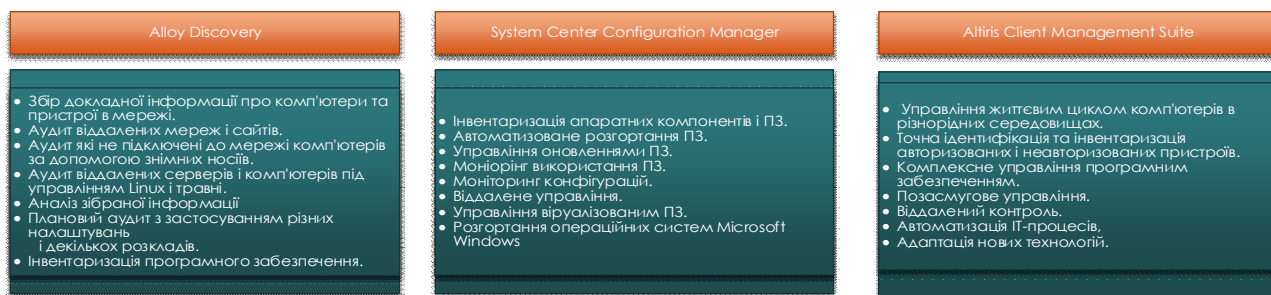 Alloy Discovery
• Збір докладної інформації про комп'ютери та
пристрої в мережі.
• Аудит віддалених мереж і сайтів.
• Аудит які не підключені до мережі комп'ютерів
за допомогою знімних носіїв.
• Аудит віддалених серверів і комп'ютерів під
управлінням Linux і травні.
• Аналіз зібраної інформації
• Плановий аудит з застосуванням різних
налаштувань
і декількох розкладів.
• Інвентаризація програмного забезпечення.
System Center Configuration Manager
• Інвентаризація апаратних компонентів і ПЗ.
• Автоматизоване розгортання ПЗ.
• Управління оновленнями ПЗ.
• Моніорінг використання ПЗ.
• Моніторинг конфігурацій.
• Віддалене управління.
• Управління віруалізованим ПЗ.
• Розгортання операційних систем Microsoft
Windows
Altiris Client Management Suite
• Управління життєвим циклом комп'ютерів в
різнорідних середовищах.
• Точна ідентифікація та інвентаризація
авторизованих і неавторизованих пристроїв.
• Комплексне управління програмним
забезпеченням.
• Позасмугове управління.
• Віддалений контроль.
• Автоматизація ІТ-процесів,
• Адаптація нових технологій.